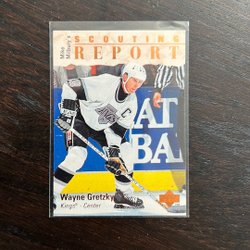 Mike
Milbury's
SCOUTING
REPORT
C
AT
BA
Wayne Gretzky
Kings® - Center